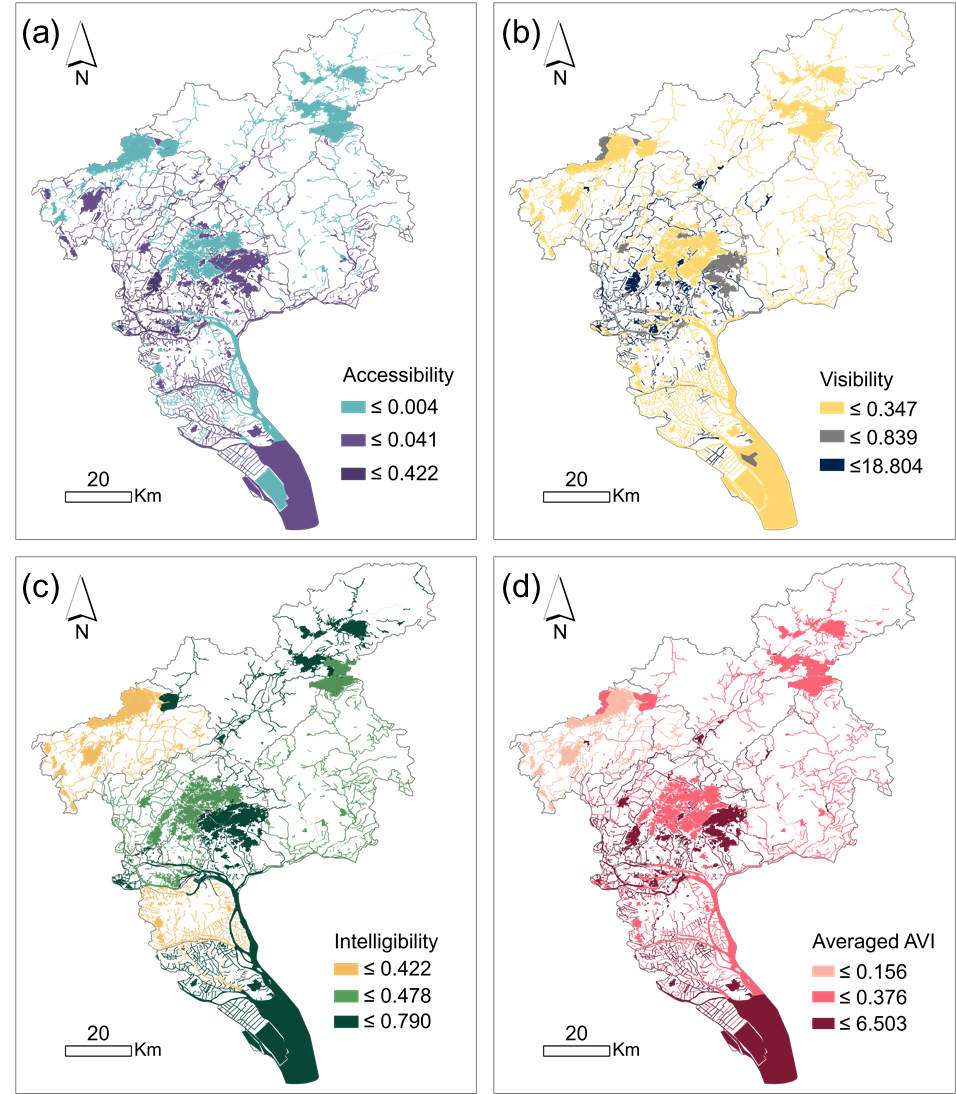 (a)
N
Accessibility
≤ 0.004
≤ 0.041
≤ 0.422
20
Km
(b)
N
Visibility
≤ 0.347
≤ 0.839
≤18.804
20
Km
(c)
N
Intelligibility
≤ 0.422
≤ 0.478
≤ 0.790
20
Km
(d)
N
Averaged AVI
≤ 0.156
≤ 0.376
≤ 6.503
20
Km